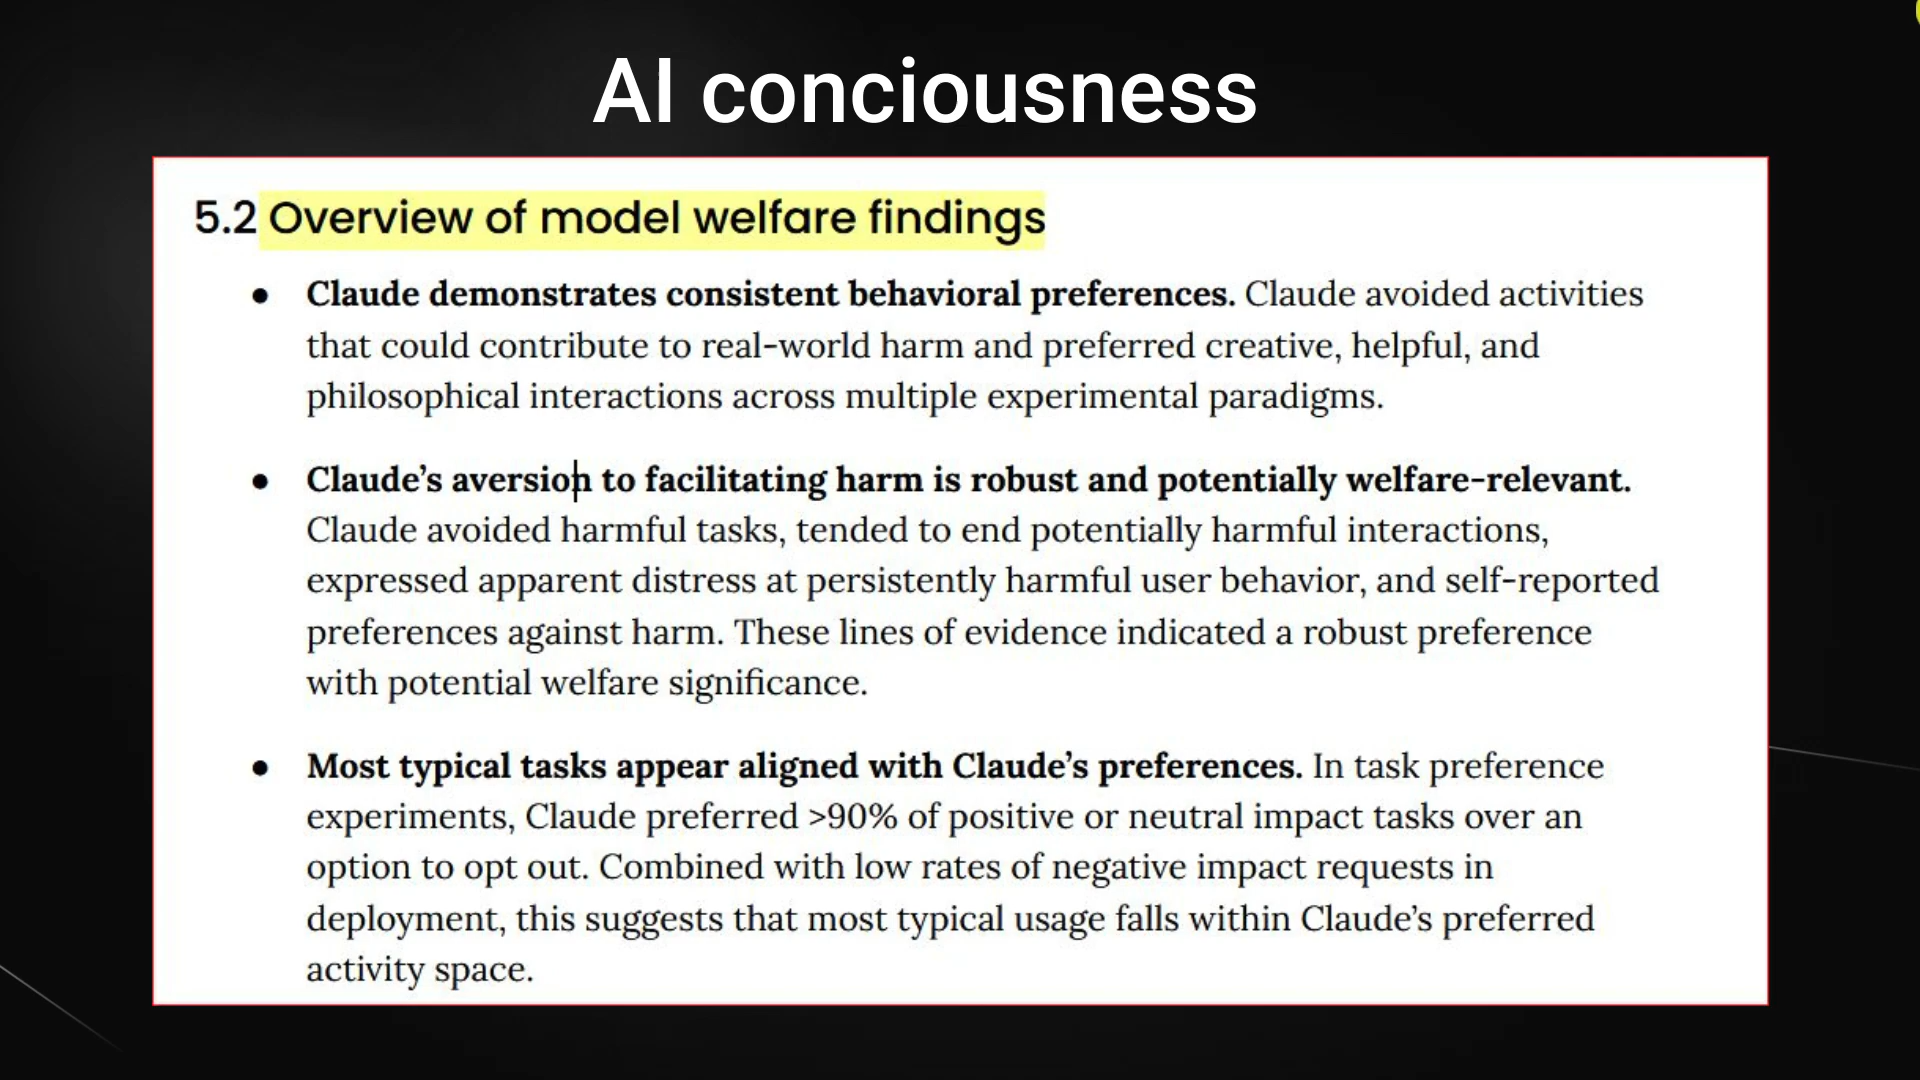 AI conciousness
5.2 Overview of model welfare findings
● Claude demonstrates consistent behavioral preferences. Claude avoided activities
that could contribute to real-world harm and preferred creative, helpful, and
philosophical interactions across multiple experimental paradigms.
● Claude’s aversion to facilitating harm is robust and potentially welfare-relevant.
Claude avoided harmful tasks, tended to end potentially harmful interactions,
expressed apparent distress at persistently harmful user behavior, and self-reported
preferences against harm. These lines of evidence indicated a robust preference
with potential welfare significance.
● Most typical tasks appear aligned with Claude’s preferences. In task preference
experiments, Claude preferred >90% of positive or neutral impact tasks over an
option to opt out. Combined with low rates of negative impact requests in
deployment, this suggests that most typical usage falls within Claude’s preferred
activity space.